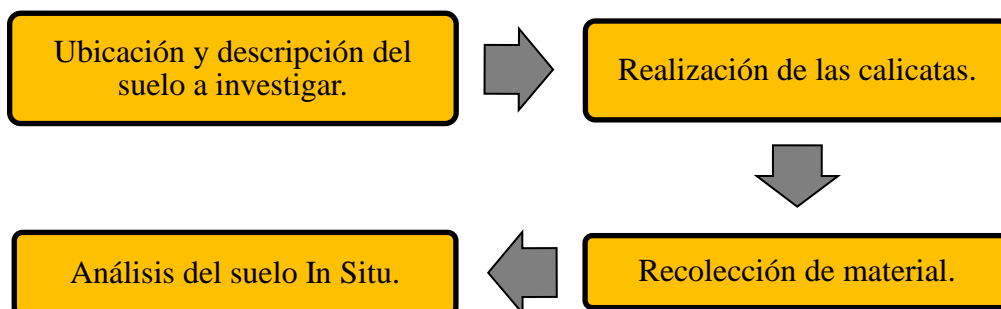 Ubicación y descripción del
suelo a investigar.
Realización de las calicatas.
Recolección de material.
Análisis del suelo In Situ.